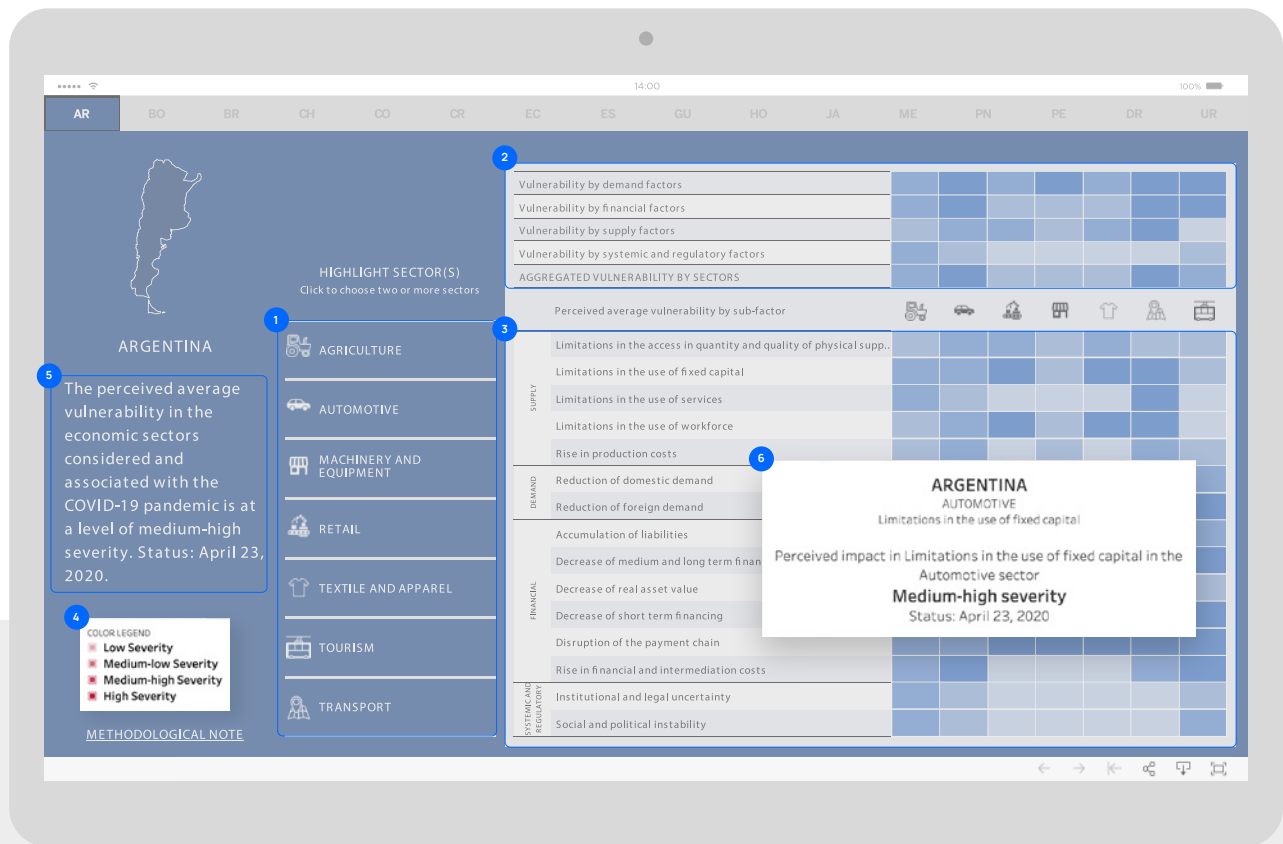 14:00
100%
AR BO BR CH CO CR EC ES GU HO JA ME PN PE DR UR
ARGENTINA
5
The perceived average
vulnerability in the
economic sectors
considered and
associated with the
COVID-19 pandemic is at
a level of medium-high
severity. Status: April 23,
2020.
4
COLOR LEGEND
Low Severity
Medium-low Severity
Medium-high Severity
High Severity
METHODOLOGICAL NOTE
HIGHLIGHT SECTOR(S)
Click to choose two or more sectors
1
AGRICULTURE
AUTOMOTIVE
MACHINERY AND
EQUIPMENT
RETAIL
TEXTILE AND APPAREL
TOURISM
TRANSPORT
2
Vulnerability by demand factors
Vulnerability by financial factors
Vulnerability by supply factors
Vulnerability by systemic and regulatory factors
AGGREGATED VULNERABILITY BY SECTORS
Perceived average vulnerability by sub-factor
3
SUPPLY
Limitations in the access in quantity and quality of physical supp..
Limitations in the use of fixed capital
Limitations in the use of services
Limitations in the use of workforce
Rise in production costs
DEMAND
Reduction of domestic demand
Reduction of foreign demand
FINANCIAL
Accumulation of liabilities
Decrease of medium and long term finan
Decrease of real asset value
Decrease of short term financing
Disruption of the payment chain
Rise in financial and intermediation costs
SYSTEMIC AND
REGULATORY
Institutional and legal uncertainty
Social and political instability
6
ARGENTINA
AUTOMOTIVE
Limitations in the use of fixed capital
Perceived impact in Limitations in the use of fixed capital in the
Automotive sector
Medium-high severity
Status: April 23, 2020